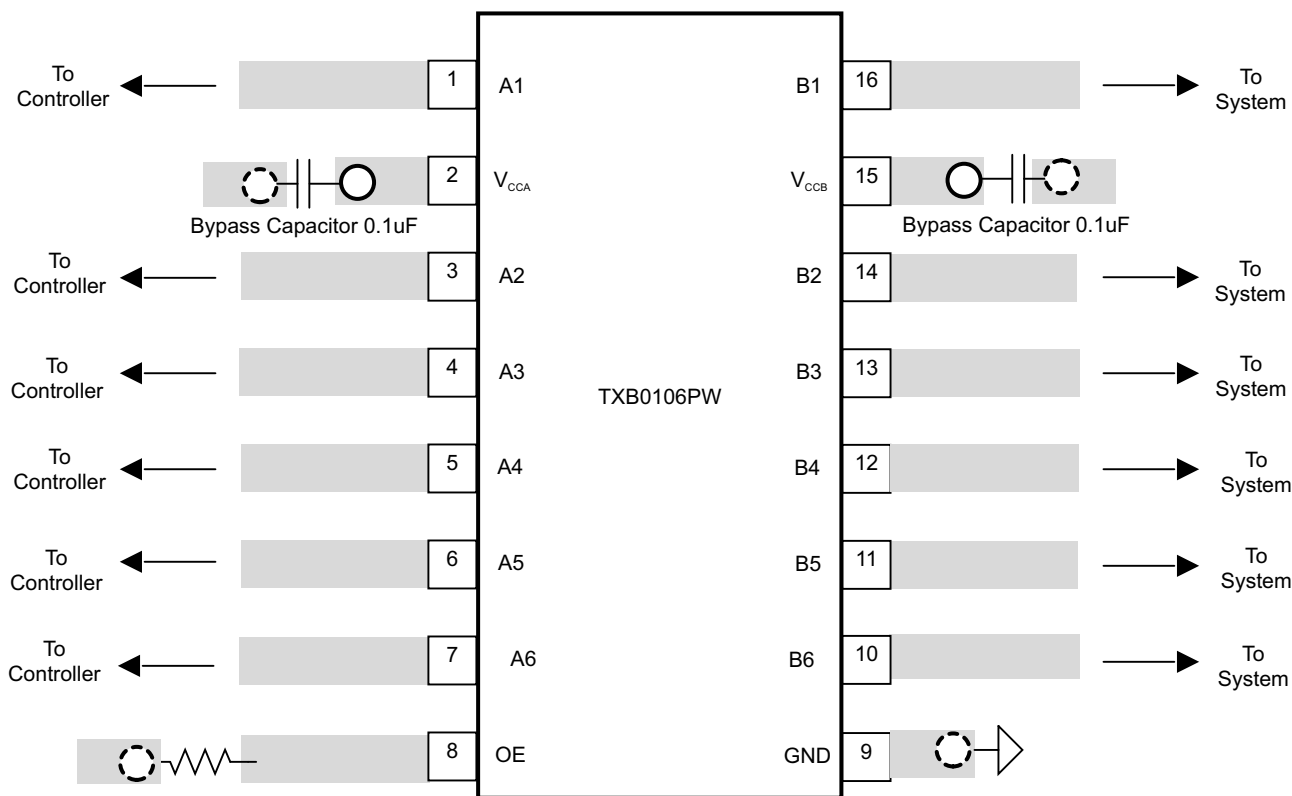 To
Controller
1
A1
B1
16
To
System
2
VCCA
VCCB
15
Bypass Capacitor 0.1uF
Bypass Capacitor 0.1uF
To
Controller
3
A2
B2
14
To
System
To
Controller
4
A3
TXB0106PW
B3
13
To
System
To
Controller
5
A4
B4
12
To
System
To
Controller
6
A5
B5
11
To
System
To
Controller
7
A6
B6
10
To
System
8
OE
GND
9